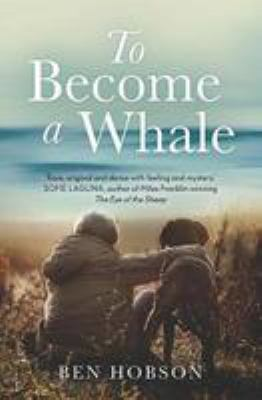 To
Become
a Whale
Rare, original and dense with feeling and mystery.
SOFIE LAGUNA, author of Miles Franklin-winning
The Eye of the Sheep
BEN HOBSON